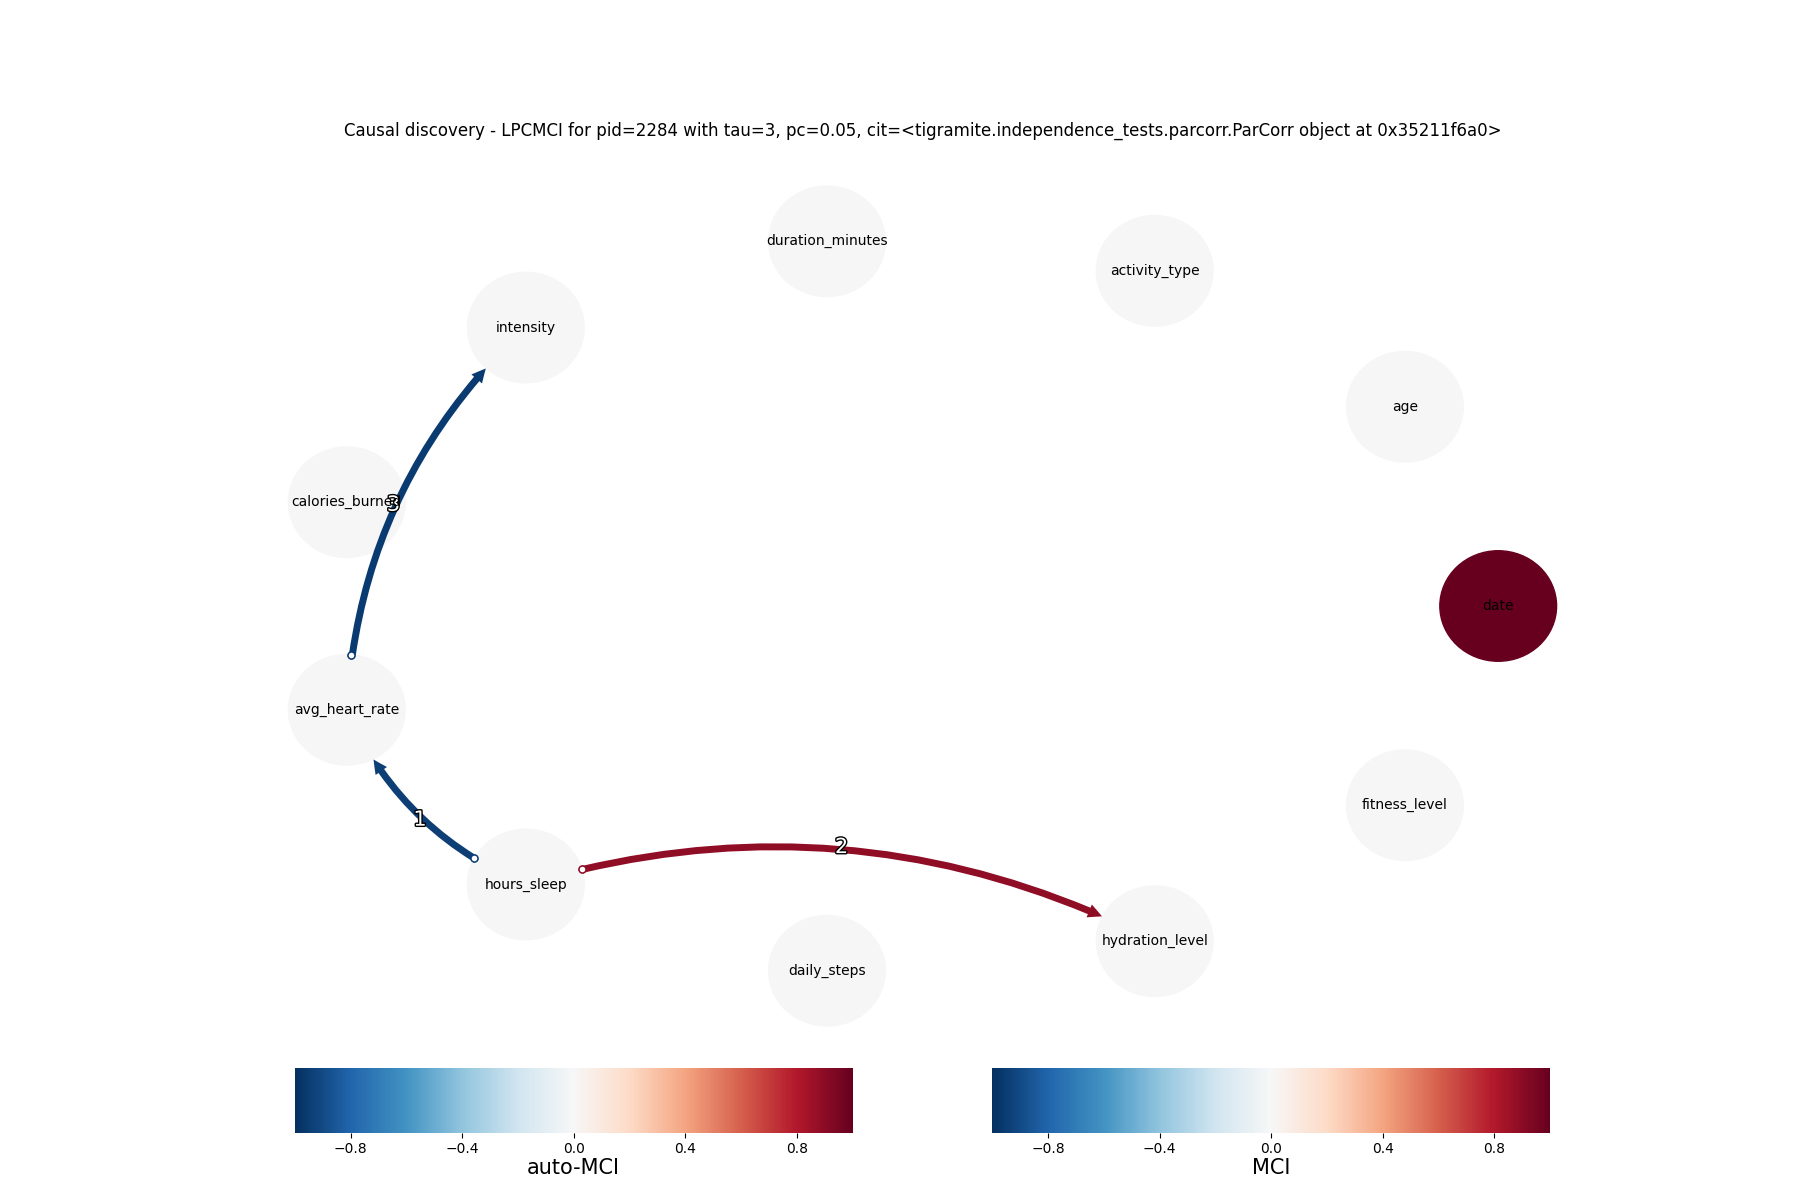 Causal discovery - LPCMCI for pid=2284 with tau=3, pc=0.05, cit=<tigramite.independence_tests.parcorr.ParCorr object at 0x35211f6a0>
duration_minutes
activity_type
intensity
age
calories_burned
3
date
avg_heart_rate
fitness_level
1
2
hours_sleep
hydration_level
daily_steps
−0.8 −0.4 0.0 0.4 0.8
auto-MCI
−0.8 −0.4 0.0 0.4 0.8
MCI